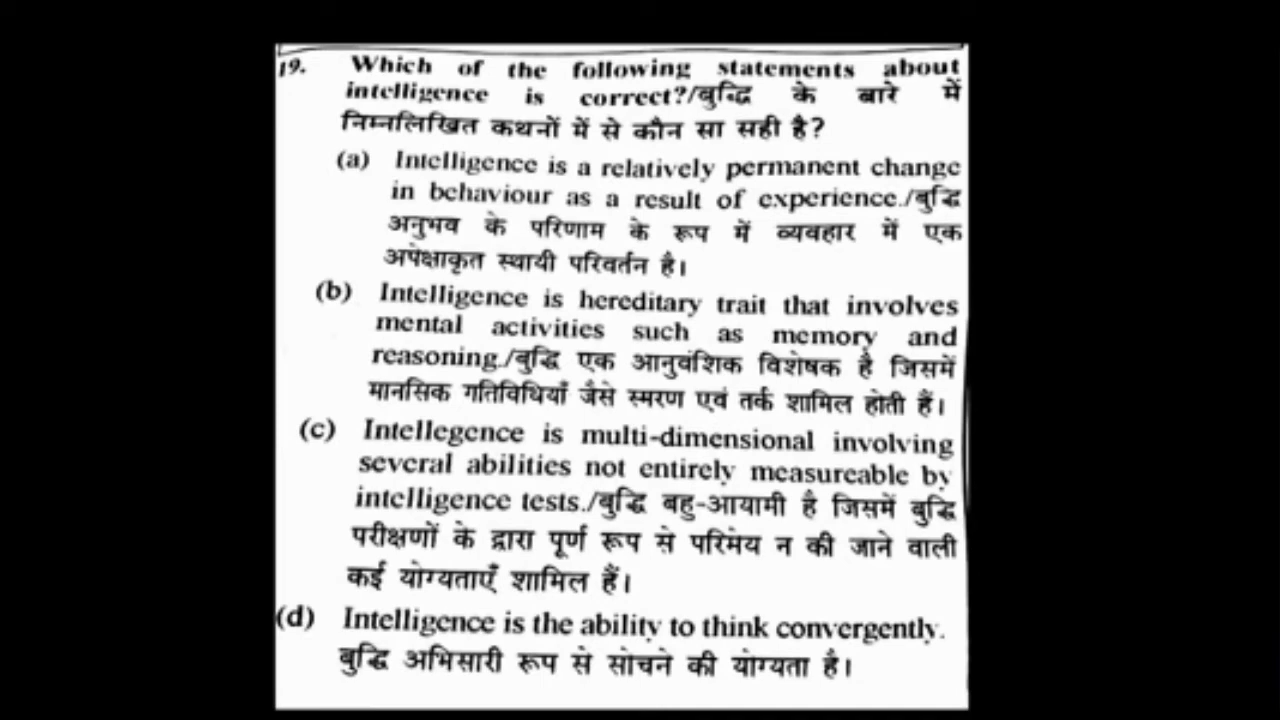 19. Which of the following statements about
intelligence is correct?/बुद्धि के बारे में
निम्नलिखित कथनों में से कौन सा सही है?
(a) Intelligence is a relatively permanent change
in behaviour as a result of experience./बुद्धि
अनुभव के परिणाम के रूप में व्यवहार में एक
अपेक्षाकृत स्थायी परिवर्तन है।
(b) Intelligence is hereditary trait that involves
mental activities such as memory and
reasoning./बुद्धि एक आनुवंशिक विशेषक है जिसमें
मानसिक गतिविधियाँ जैसे स्मरण एवं तर्क शामिल होती हैं।
(c) Intellegence is multi-dimensional involving
several abilities not entirely measureable by
intelligence tests./बुद्धि बहु-आयामी है जिसमें बुद्धि
परीक्षणों के द्वारा पूर्ण रूप से परिमेय न की जाने वाली
कई योग्यताएँ शामिल हैं।
(d) Intelligence is the ability to think convergently.
बुद्धि अभिसारी रूप से सोचने की योग्यता है।